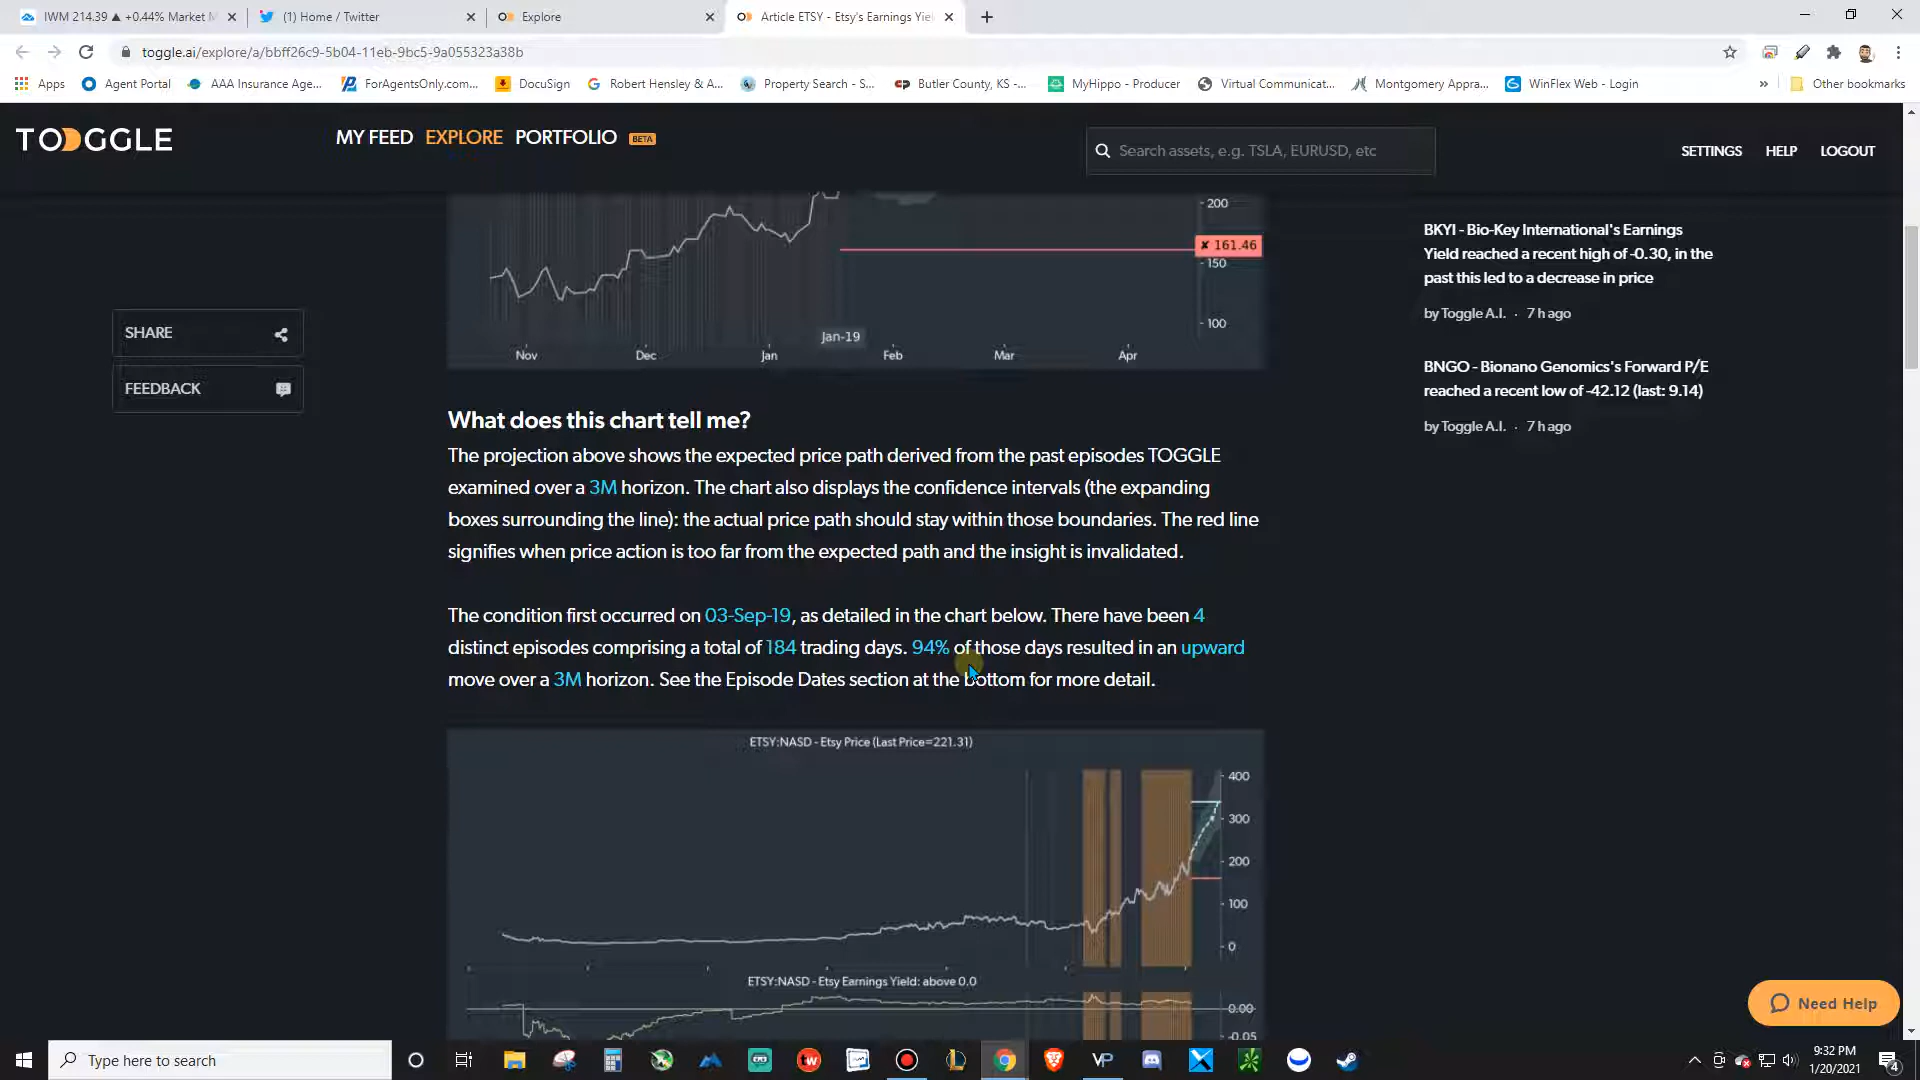 IWM 214.39 ▲ +0.44% Market M
(1) Home / Twitter
Explore
Article ETSY - Etsy's Earnings Yiel
toggle.ai/explore/a/bbff26c9-5b04-11eb-9bc5-9a055323a38b
Apps
Agent Portal
AAA Insurance Age...
ForAgentsOnly.com...
DocuSign
Robert Hensley & A...
Property Search - S...
Butler County, KS -...
MyHippo - Producer
Virtual Communicat...
Montgomery Appra...
WinFlex Web - Login
»
Other bookmarks
TOGGLE
MY FEED EXPLORE PORTFOLIO BETA
Search assets, e.g. TSLA, EURUSD, etc
SETTINGS HELP LOGOUT
SHARE
FEEDBACK
200
✘ 161.46
150
100
Jan-19
Nov Dec Jan Feb Mar Apr
BKYI - Bio-Key International's Earnings
Yield reached a recent high of -0.30, in the
past this led to a decrease in price
by Toggle A.I. · 7 h ago
BNGO - Bionano Genomics's Forward P/E
reached a recent low of -42.12 (last: 9.14)
by Toggle A.I. · 7 h ago
What does this chart tell me?
The projection above shows the expected price path derived from the past episodes TOGGLE
examined over a 3M horizon. The chart also displays the confidence intervals (the expanding
boxes surrounding the line): the actual price path should stay within those boundaries. The red line
signifies when price action is too far from the expected path and the insight is invalidated.
The condition first occurred on 03-Sep-19, as detailed in the chart below. There have been 4
distinct episodes comprising a total of 184 trading days. 94% of those days resulted in an upward
move over a 3M horizon. See the Episode Dates section at the bottom for more detail.
ETSY:NASD - Etsy Price (Last Price=221.31)
400
300
200
100
0
ETSY:NASD - Etsy Earnings Yield: above 0.0
0.00
-0.05
Need Help
Type here to search
tw
VP
9:32 PM
1/20/2021
4